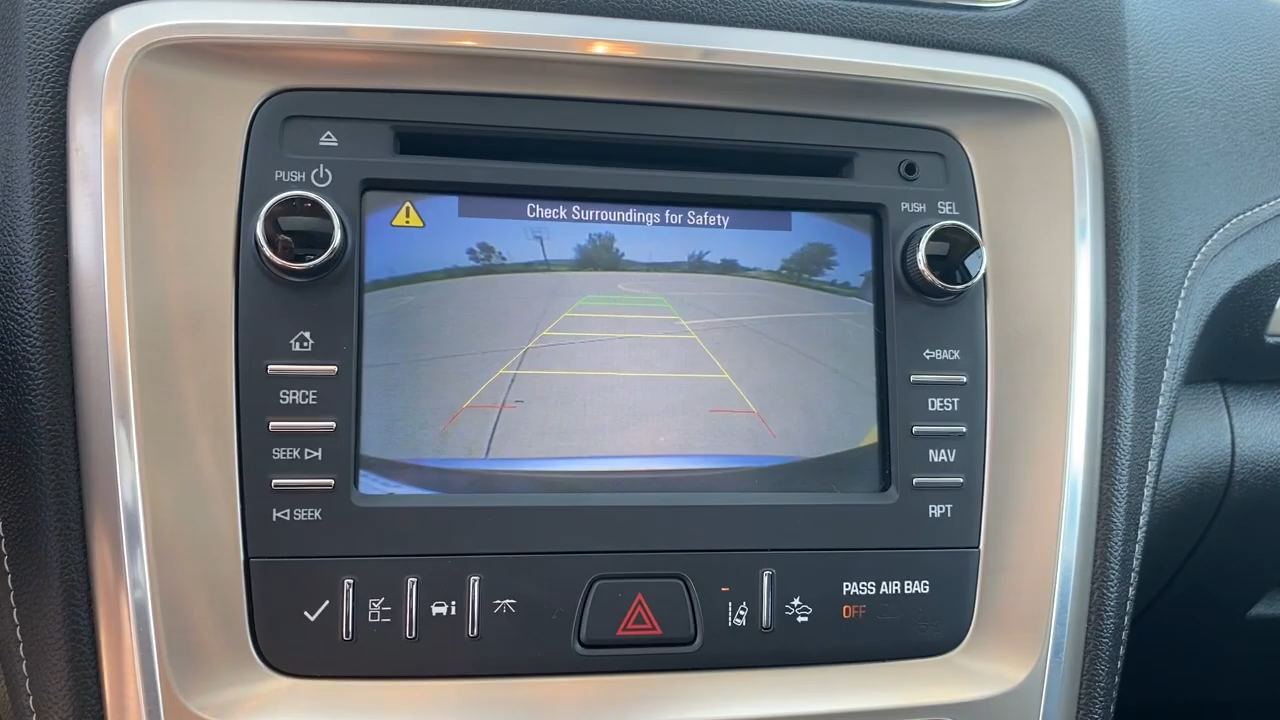 PUSH
PUSH SEL
Check Surroundings for Safety
SRCE
SEEK
SEEK
BACK
DEST
NAV
RPT
PASS AIR BAG
OFF